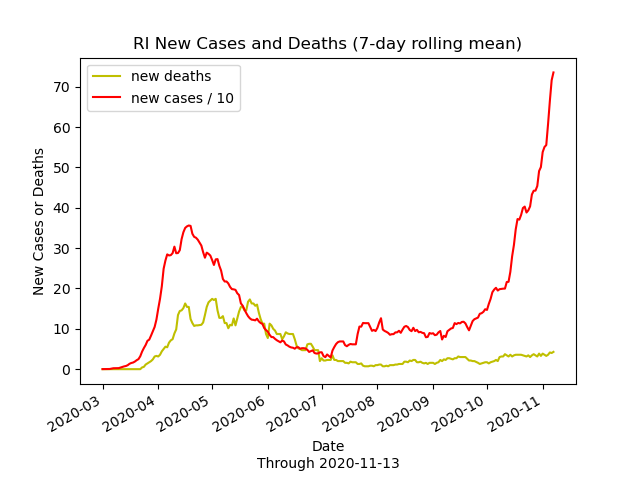 RI New Cases and Deaths (7-day rolling mean)
new deaths
new cases / 10
New Cases or Deaths
70
60
50
40
30
20
10
0
2020-03
2020-04
2020-05
2020-06
2020-07
2020-08
2020-09
2020-10
2020-11
Date
Through 2020-11-13